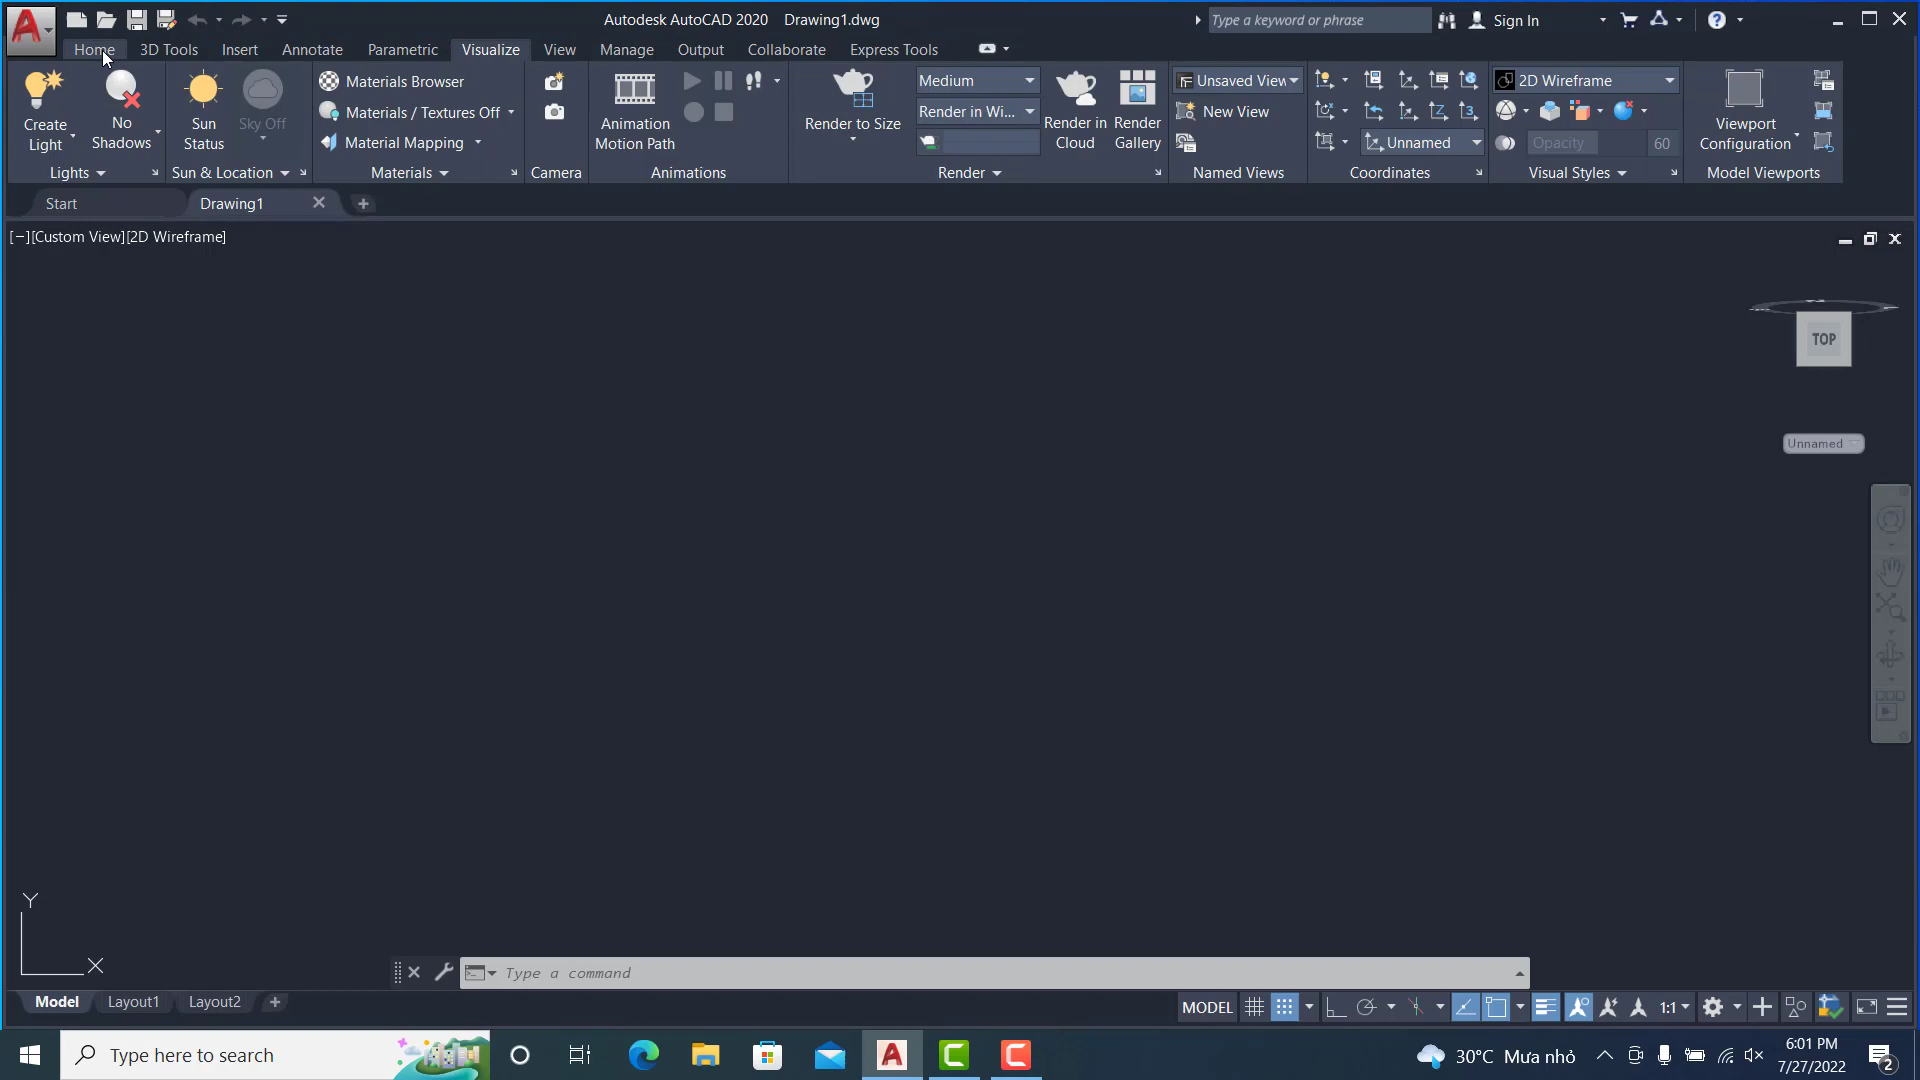 Autodesk AutoCAD 2020 Drawing1.dwg
Type a keyword or phrase
Sign In
Home 3D Tools Insert Annotate Parametric Visualize View Manage Output Collaborate Express Tools
Create
Light
No
Shadows
Lights
Sun
Status
Sky Off
Sun & Location
Materials Browser
Materials / Textures Off
Material Mapping
Materials
Camera
Animation
Motion Path
Animations
Render to Size
Medium
Render in Wi...
Render in
Cloud
Render
Gallery
Render
Unsaved View
New View
Named Views
Unnamed
Coordinates
2D Wireframe
Opacity 60
Visual Styles
Viewport
Configuration
Model Viewports
Start
Drawing1
[−][Custom View][2D Wireframe]
TOP
Unnamed
Y
X
Type a command
Model Layout1 Layout2
MODEL
1:1
Type here to search
30°C Mưa nhỏ
6:01 PM
7/27/2022
2